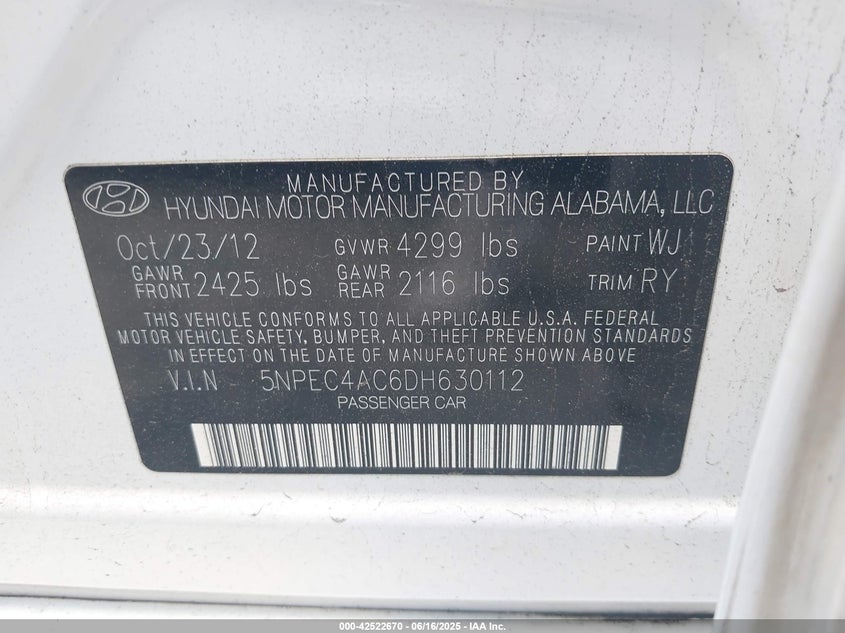 MANUFACTURED BY
HYUNDAI MOTOR MANUFACTURING ALABAMA, LLC
Oct/23/12 GVWR 4299 lbs PAINT WJ
GAWR FRONT 2425 lbs GAWR REAR 2116 lbs TRIM RY
THIS VEHICLE CONFORMS TO ALL APPLICABLE U.S.A. FEDERAL
MOTOR VEHICLE SAFETY, BUMPER, AND THEFT PREVENTION STANDARDS
IN EFFECT ON THE DATE OF MANUFACTURE SHOWN ABOVE
V.I.N 5NPEC4AC6DH630112
PASSENGER CAR
000-42522670 - 06/16/2025 - IAA Inc.